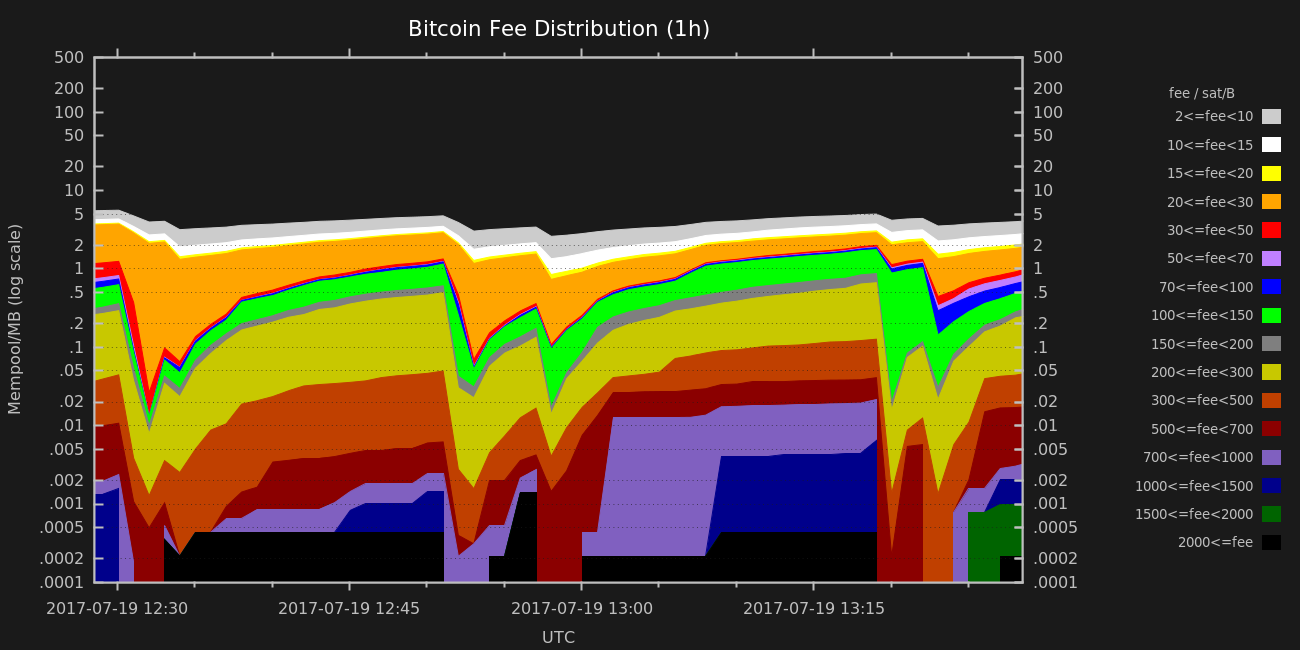 Bitcoin Fee Distribution (1h)
500 500
200 200
100 100
50 50
20 20
10 10
5 5
2 2
1 1
.5 .5
.2 .2
.1 .1
.05 .05
.02 .02
.01 .01
.005 .005
.002 .002
.001 .001
.0005 .0005
.0002 .0002
.0001 .0001
Mempool/MB (log scale)
2017-07-19 12:30 2017-07-19 12:45 2017-07-19 13:00 2017-07-19 13:15
UTC
fee / sat/B
2<=fee<10
10<=fee<15
15<=fee<20
20<=fee<30
30<=fee<50
50<=fee<70
70<=fee<100
100<=fee<150
150<=fee<200
200<=fee<300
300<=fee<500
500<=fee<700
700<=fee<1000
1000<=fee<1500
1500<=fee<2000
2000<=fee